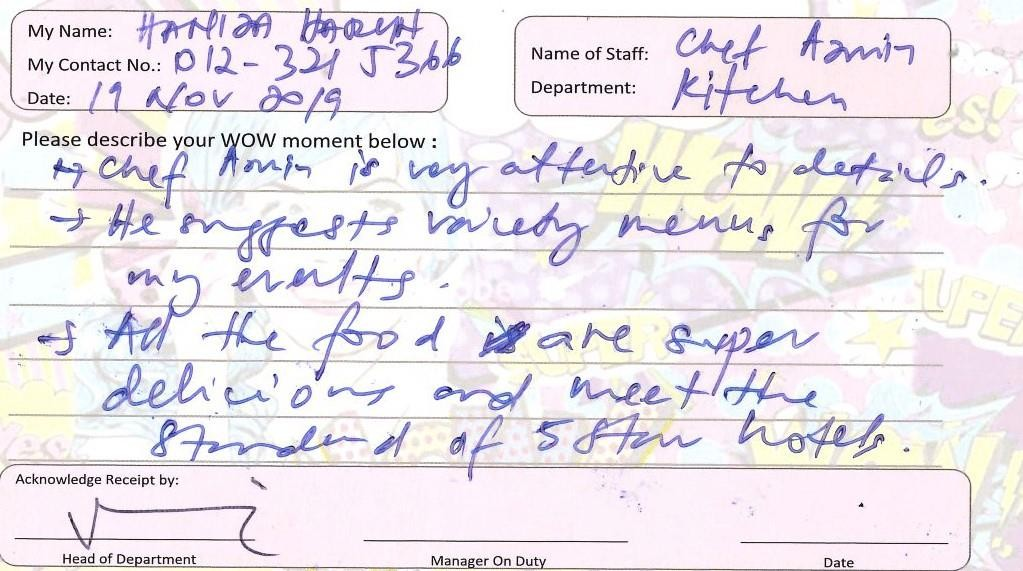 My Name: HANIZA HARUN
My Contact No.: 012-321 5366
Date: 19 Nov 2019
Name of Staff: Chef Azmin
Department: Kitchen
Please describe your WOW moment below :
→ Chef Azmin is very attentive to details.
→ He suggests variety menus for
my events.
→ All the food are super
delicious and meet the
standard of 5 star hotels.
Acknowledge Receipt by:
Head of Department
Manager On Duty
Date